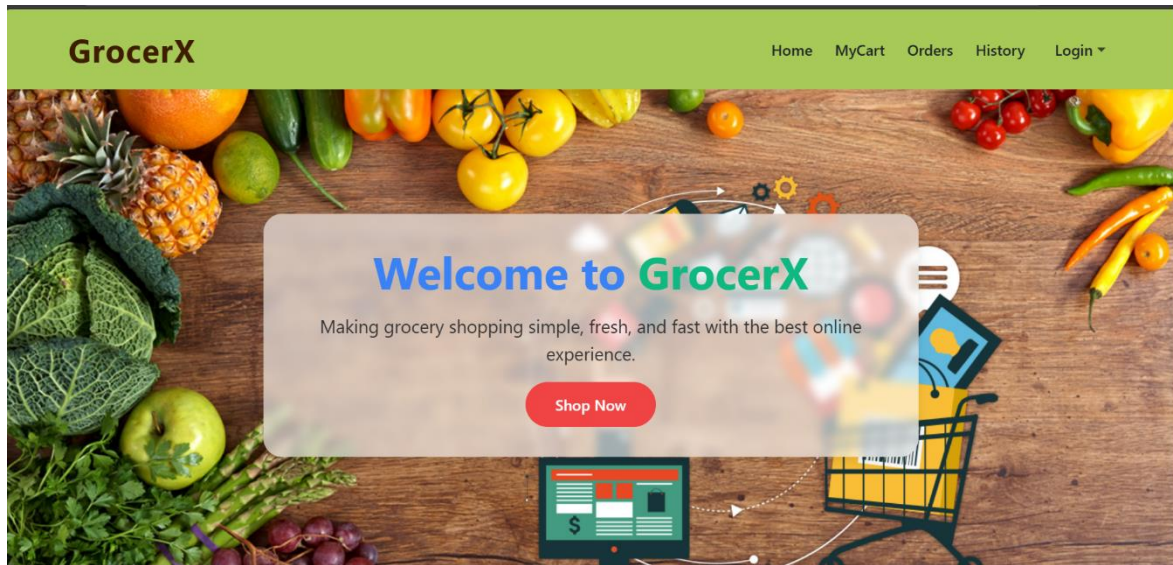 GrocerX
Home MyCart Orders History Login
Welcome to GrocerX
Making grocery shopping simple, fresh, and fast with the best online
experience.
Shop Now
$